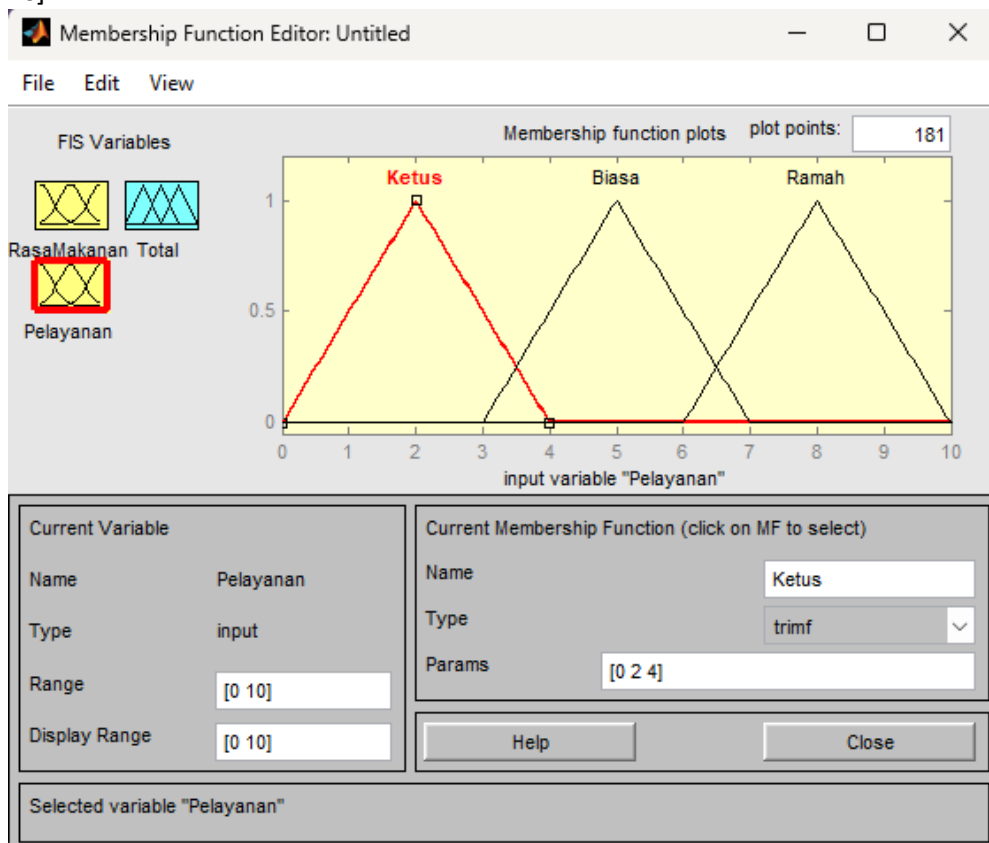 Membership Function Editor: Untitled
File Edit View
FIS Variables
RasaMakanan Total
Pelayanan
Membership function plots plot points: 181
Ketus Biasa Ramah
1
0.5
0
0 1 2 3 4 5 6 7 8 9 10
input variable "Pelayanan"
Current Variable
Name Pelayanan
Type input
Range [0 10]
Display Range [0 10]
Current Membership Function (click on MF to select)
Name Ketus
Type trimf
Params [0 2 4]
Help Close
Selected variable "Pelayanan"